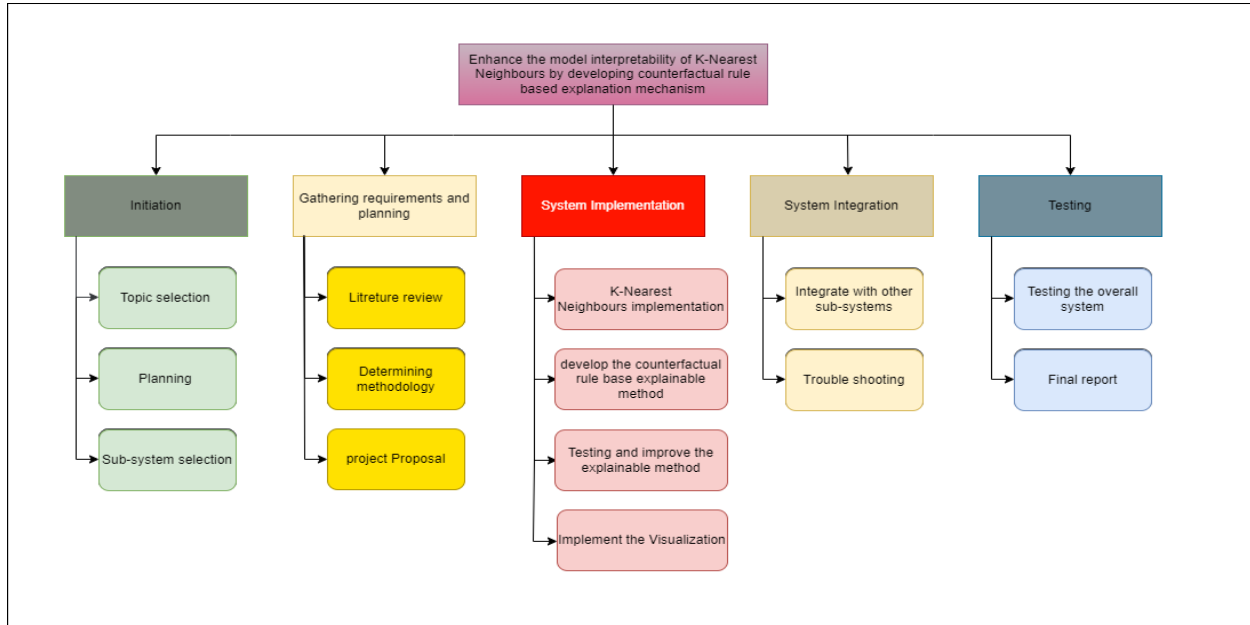 Enhance the model interpretability of K-Nearest
Neighbours by developing counterfactual rule
based explanation mechanism
Initiation
Topic selection
Planning
Sub-system selection
Gathering requirements and
planning
Litreture review
Determining
methodology
project Proposal
System Implementation
K-Nearest
Neighbours implementation
develop the counterfactual
rule base explainable
method
Testing and improve the
explainable method
Implement the Visualization
System Integration
Integrate with other
sub-systems
Trouble shooting
Testing
Testing the overall
system
Final report